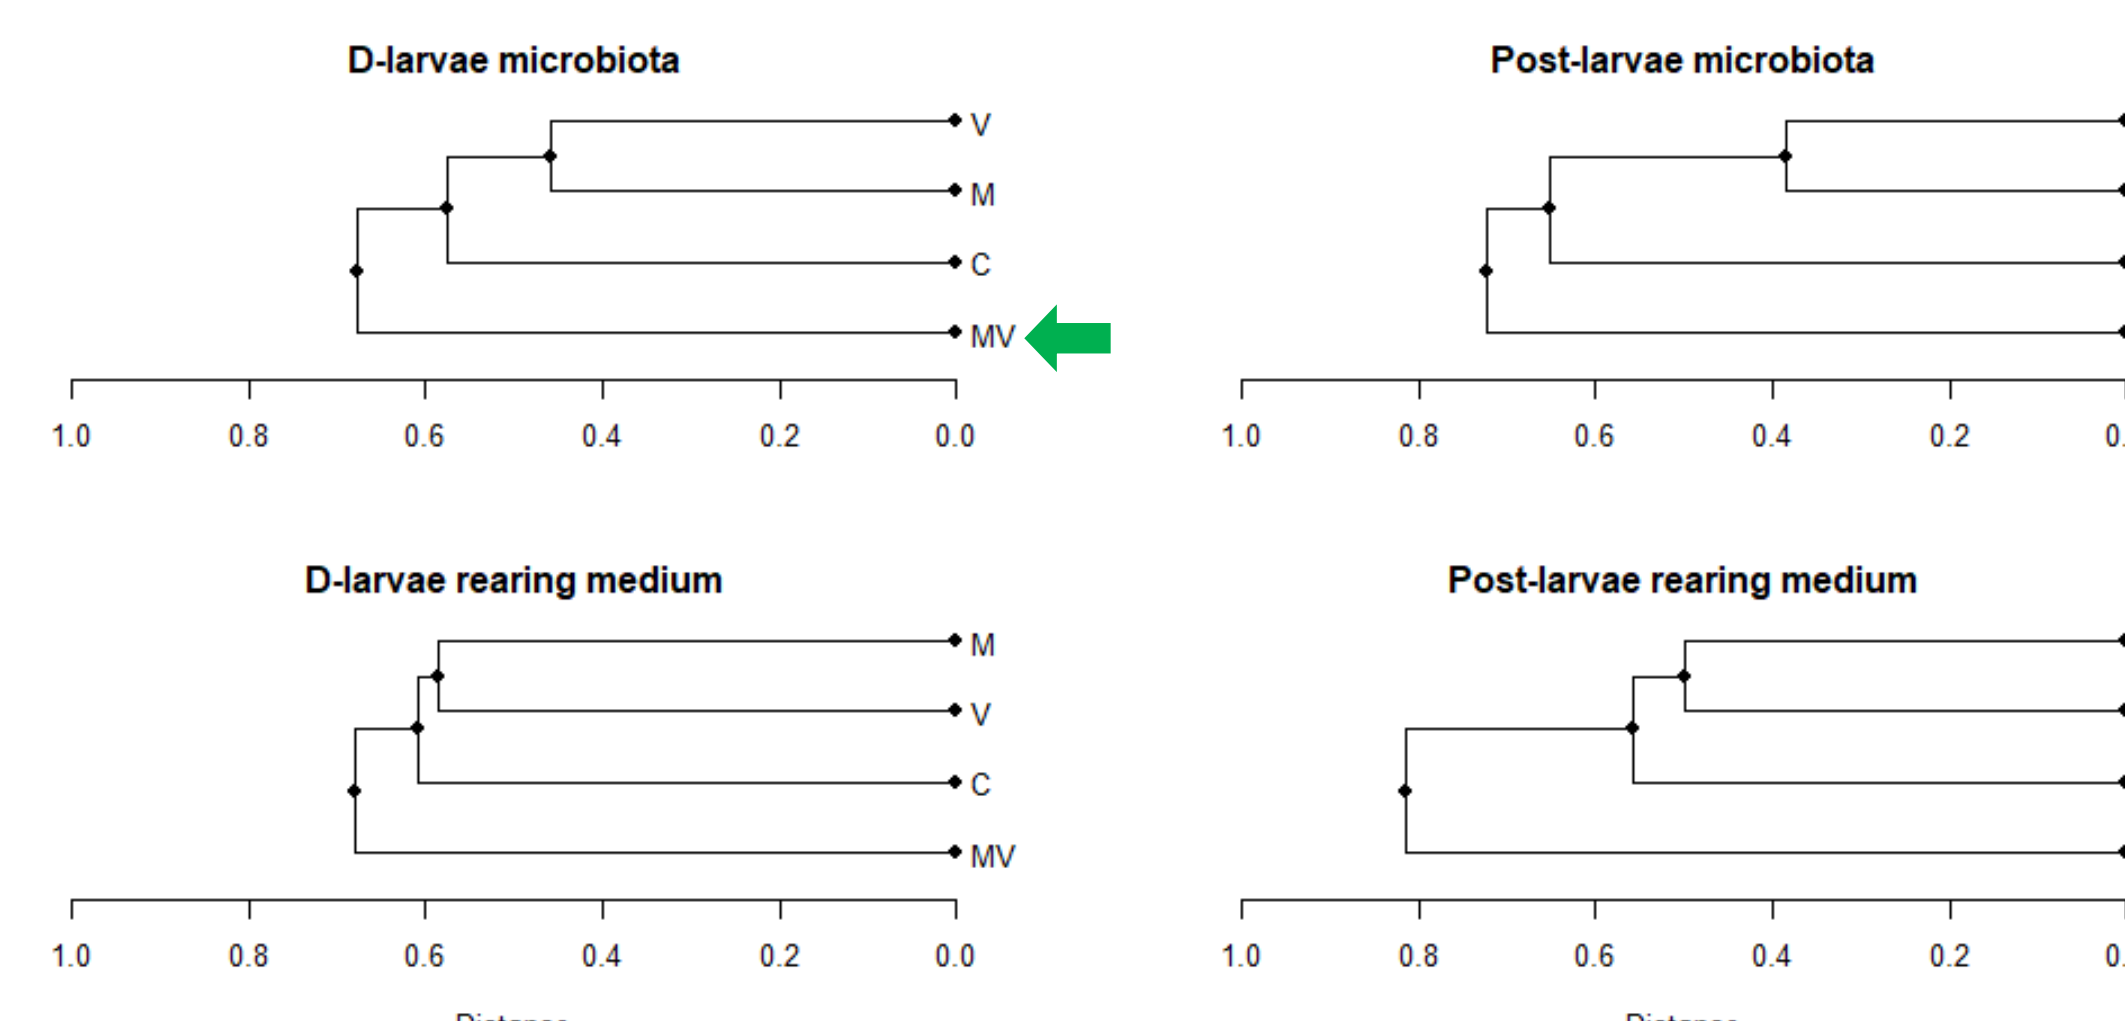 D-larvae microbiota
V
M
C
MV
1.0 0.8 0.6 0.4 0.2 0.0
Post-larvae microbiota
1.0 0.8 0.6 0.4 0.2 0.
D-larvae rearing medium
M
V
C
MV
1.0 0.8 0.6 0.4 0.2 0.0
Post-larvae rearing medium
1.0 0.8 0.6 0.4 0.2 0.